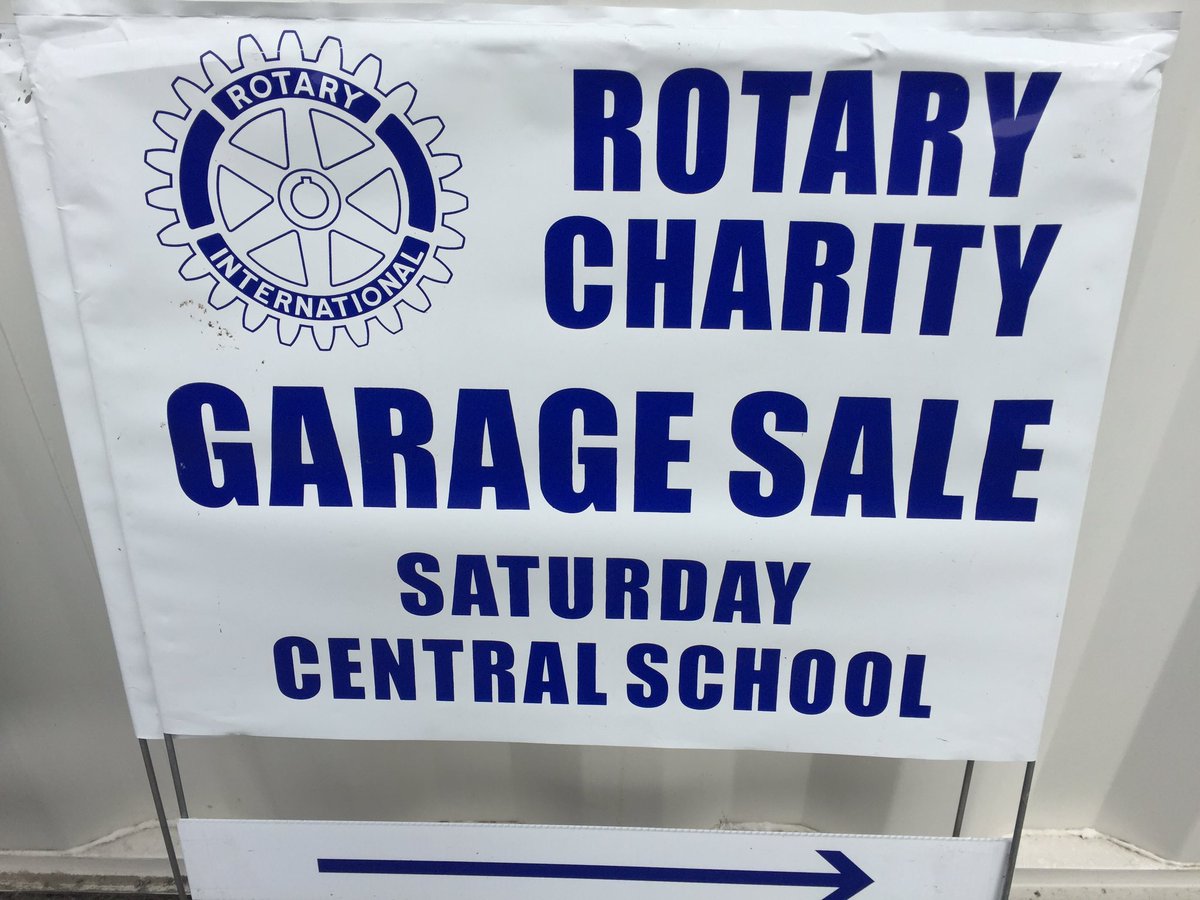 ROTARY
INTERNATIONAL
ROTARY
CHARITY
GARAGE SALE
SATURDAY
CENTRAL SCHOOL